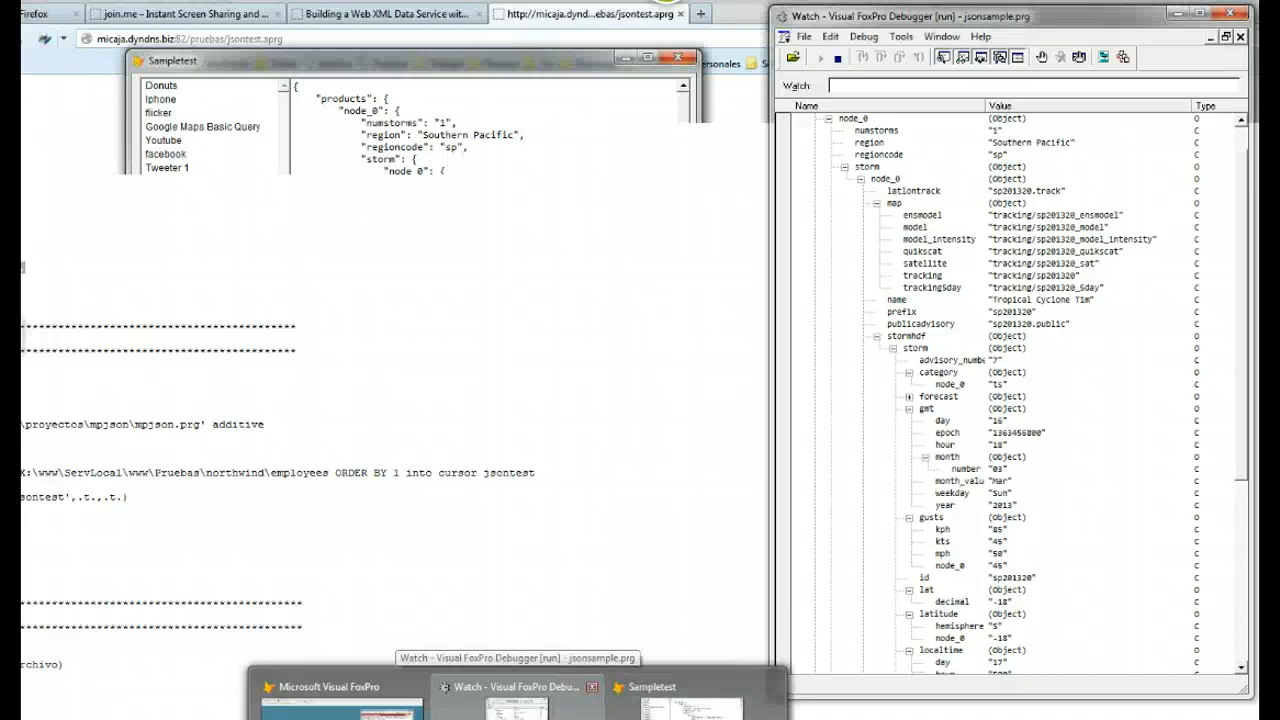 Firefox
join.me – Instant Screen Sharing and ...
Building a Web XML Data Service wit...
http://micaja.dynd...ebas/jsontest.aprg
micaja.dyndns.biz:82/pruebas/jsontest.aprg
Sampletest
Donuts
Iphone
flicker
Google Maps Basic Query
Youtube
facebook
Tweeter 1
{
"products": {
"node_0": {
"numstorms": "1",
"region": "Southern Pacific",
"regioncode": "sp",
"storm": {
"node_0": {
ersonales
*************************************************
*************************************************
\proyectos\mpjson\mpjson.prg' additive
X:\www\ServLocal\www\Pruebas\northwind\employees ORDER BY 1 into cursor jsontest
sontest',.t.,.t.)
*************************************************
*************************************************
rchivo)
Watch - Visual FoxPro Debugger [run] - jsonsample.prg
File Edit Debug Tools Window Help
Watch:
Name Value Type
node_0 (Object) O
numstorms "1" C
region "Southern Pacific" C
regioncode "sp" C
storm (Object) O
node_0 (Object) O
latlontrack "sp201320.track" C
map (Object) O
ensmodel "tracking/sp201320_ensmodel" C
model "tracking/sp201320_model" C
model_intensity "tracking/sp201320_model_intensity" C
quikscat "tracking/sp201320_quikscat" C
satellite "tracking/sp201320_sat" C
tracking "tracking/sp201320" C
tracking5day "tracking/sp201320_5day" C
name "Tropical Cyclone Tim" C
prefix "sp201320" C
publicadvisory "sp201320.public" C
stormhdf (Object) O
storm (Object) O
advisory_numbe "7" C
category (Object) O
node_0 "ts" C
forecast (Object) O
gmt (Object) O
day "16" C
epoch "1363456800" C
hour "18" C
month (Object) O
number "03" C
month_valu "Mar" C
weekday "Sun" C
year "2013" C
gusts (Object) O
kph "85" C
kts "45" C
mph "50" C
node_0 "45" C
id "sp201320" C
lat (Object) O
decimal "-18" C
latitude (Object) O
hemisphere "S" C
node_0 "-18" C
localtime (Object) O
day "17" C
Watch - Visual FoxPro Debugger [run] - jsonsample.prg
Microsoft Visual FoxPro
Watch - Visual FoxPro Debu...
Sampletest